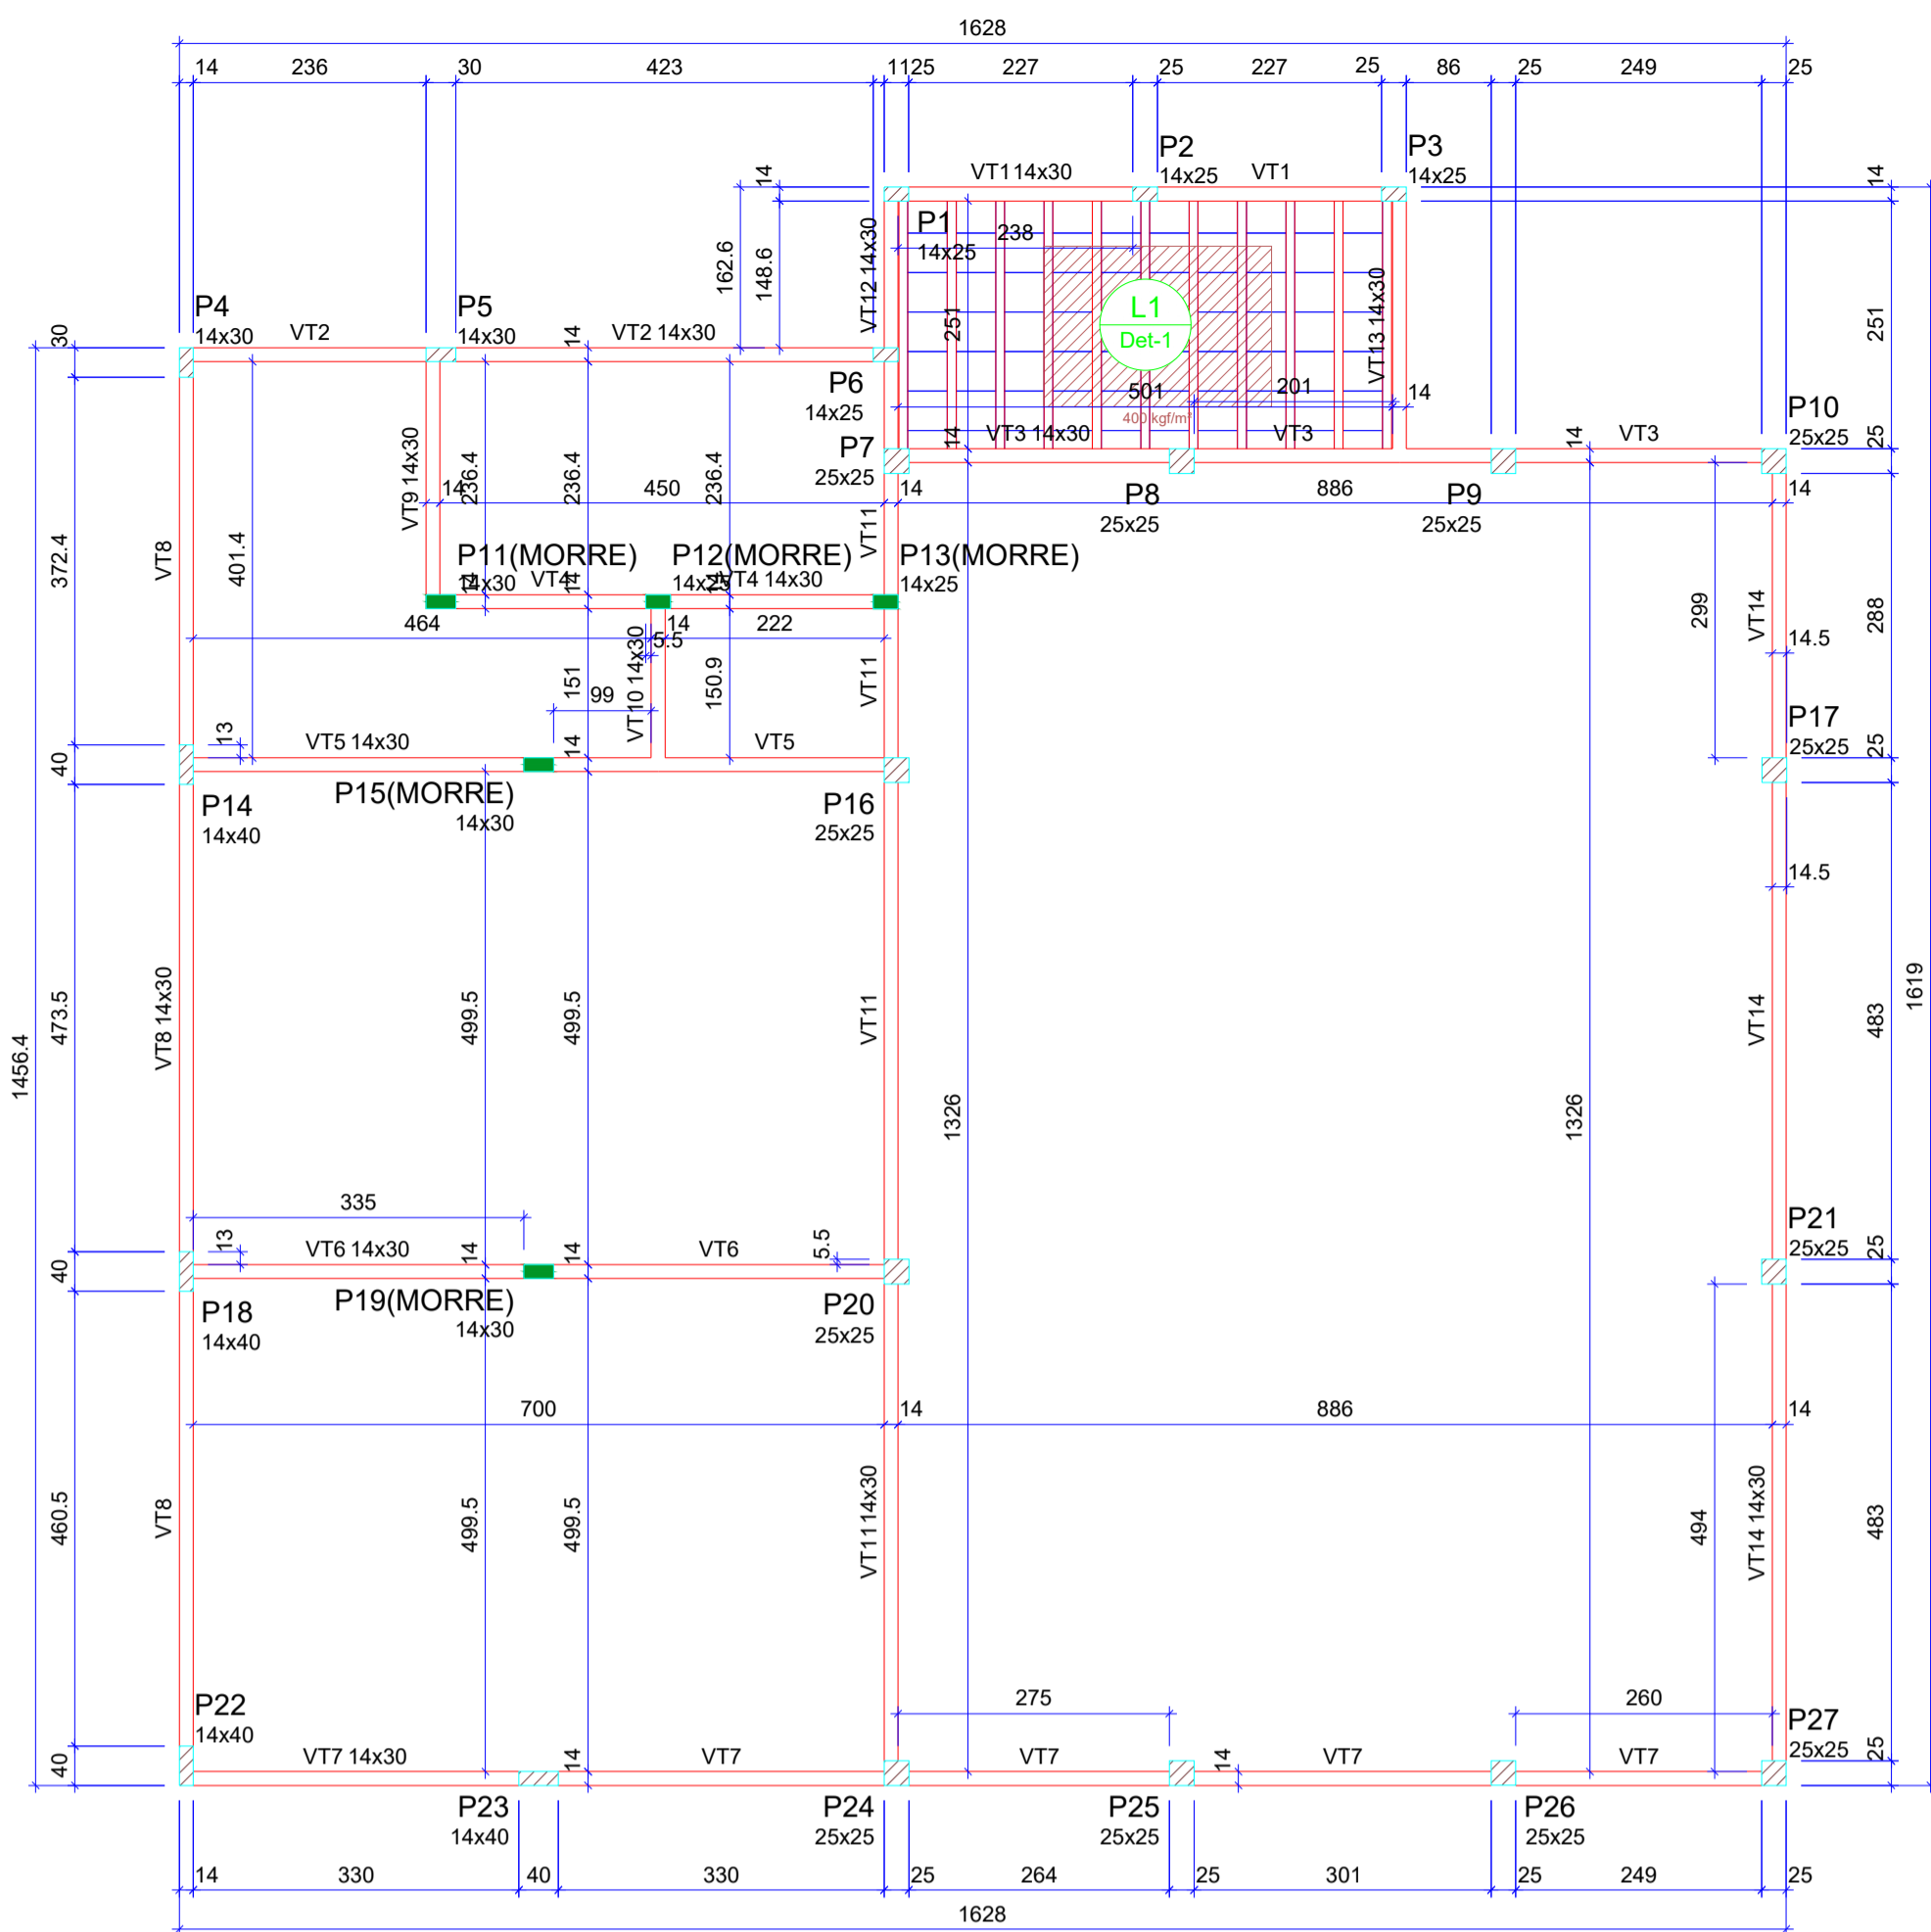 1628
14 236 30 423 11 25 227 25 227 25 86 25 249 25
P2
14x25
P3
14x25
VT1 14x30
VT1
14
14
P1
14x25
238
162.6
148.6
VT12 14x30
251
L1
Det-1
VT13 14x30
251
501
201
14
400 kgf/m²
P4
14x30
VT2
P5
14x30
14
VT2 14x30
30
P6
14x25
P7
25x25
14
VT3 14x30
VT3
14
VT3
P10
25x25
25
P8
25x25
P9
25x25
VT9 14x30
14
236.4
236.4
450
236.4
14
886
14
VT11
401.4
372.4
VT8
P11(MORRE)
14x30
VT4
14
14
P12(MORRE)
14x25
14
VT4 14x30
P13(MORRE)
14x25
464
14
222
5.5
VT10 14x30
151
99
150.9
VT11
299
VT14
14.5
288
13
VT5 14x30
14
VT5
P17
25x25
25
40
P14
14x40
P15(MORRE)
14x30
P16
25x25
14.5
1456.4
473.5
VT8 14x30
499.5
499.5
VT11
1326
1326
VT14
483
1619
335
13
VT6 14x30
14
14
VT6
5.5
P21
25x25
25
40
P18
14x40
P19(MORRE)
14x30
P20
25x25
700
14
886
14
460.5
VT8
499.5
499.5
VT11 14x30
494
VT14 14x30
483
P22
14x40
275
260
P27
25x25
25
40
VT7 14x30
14
VT7
VT7
14
VT7
VT7
P23
14x40
P24
25x25
P25
25x25
P26
25x25
14 330 40 330 25 264 25 301 25 249 25
1628